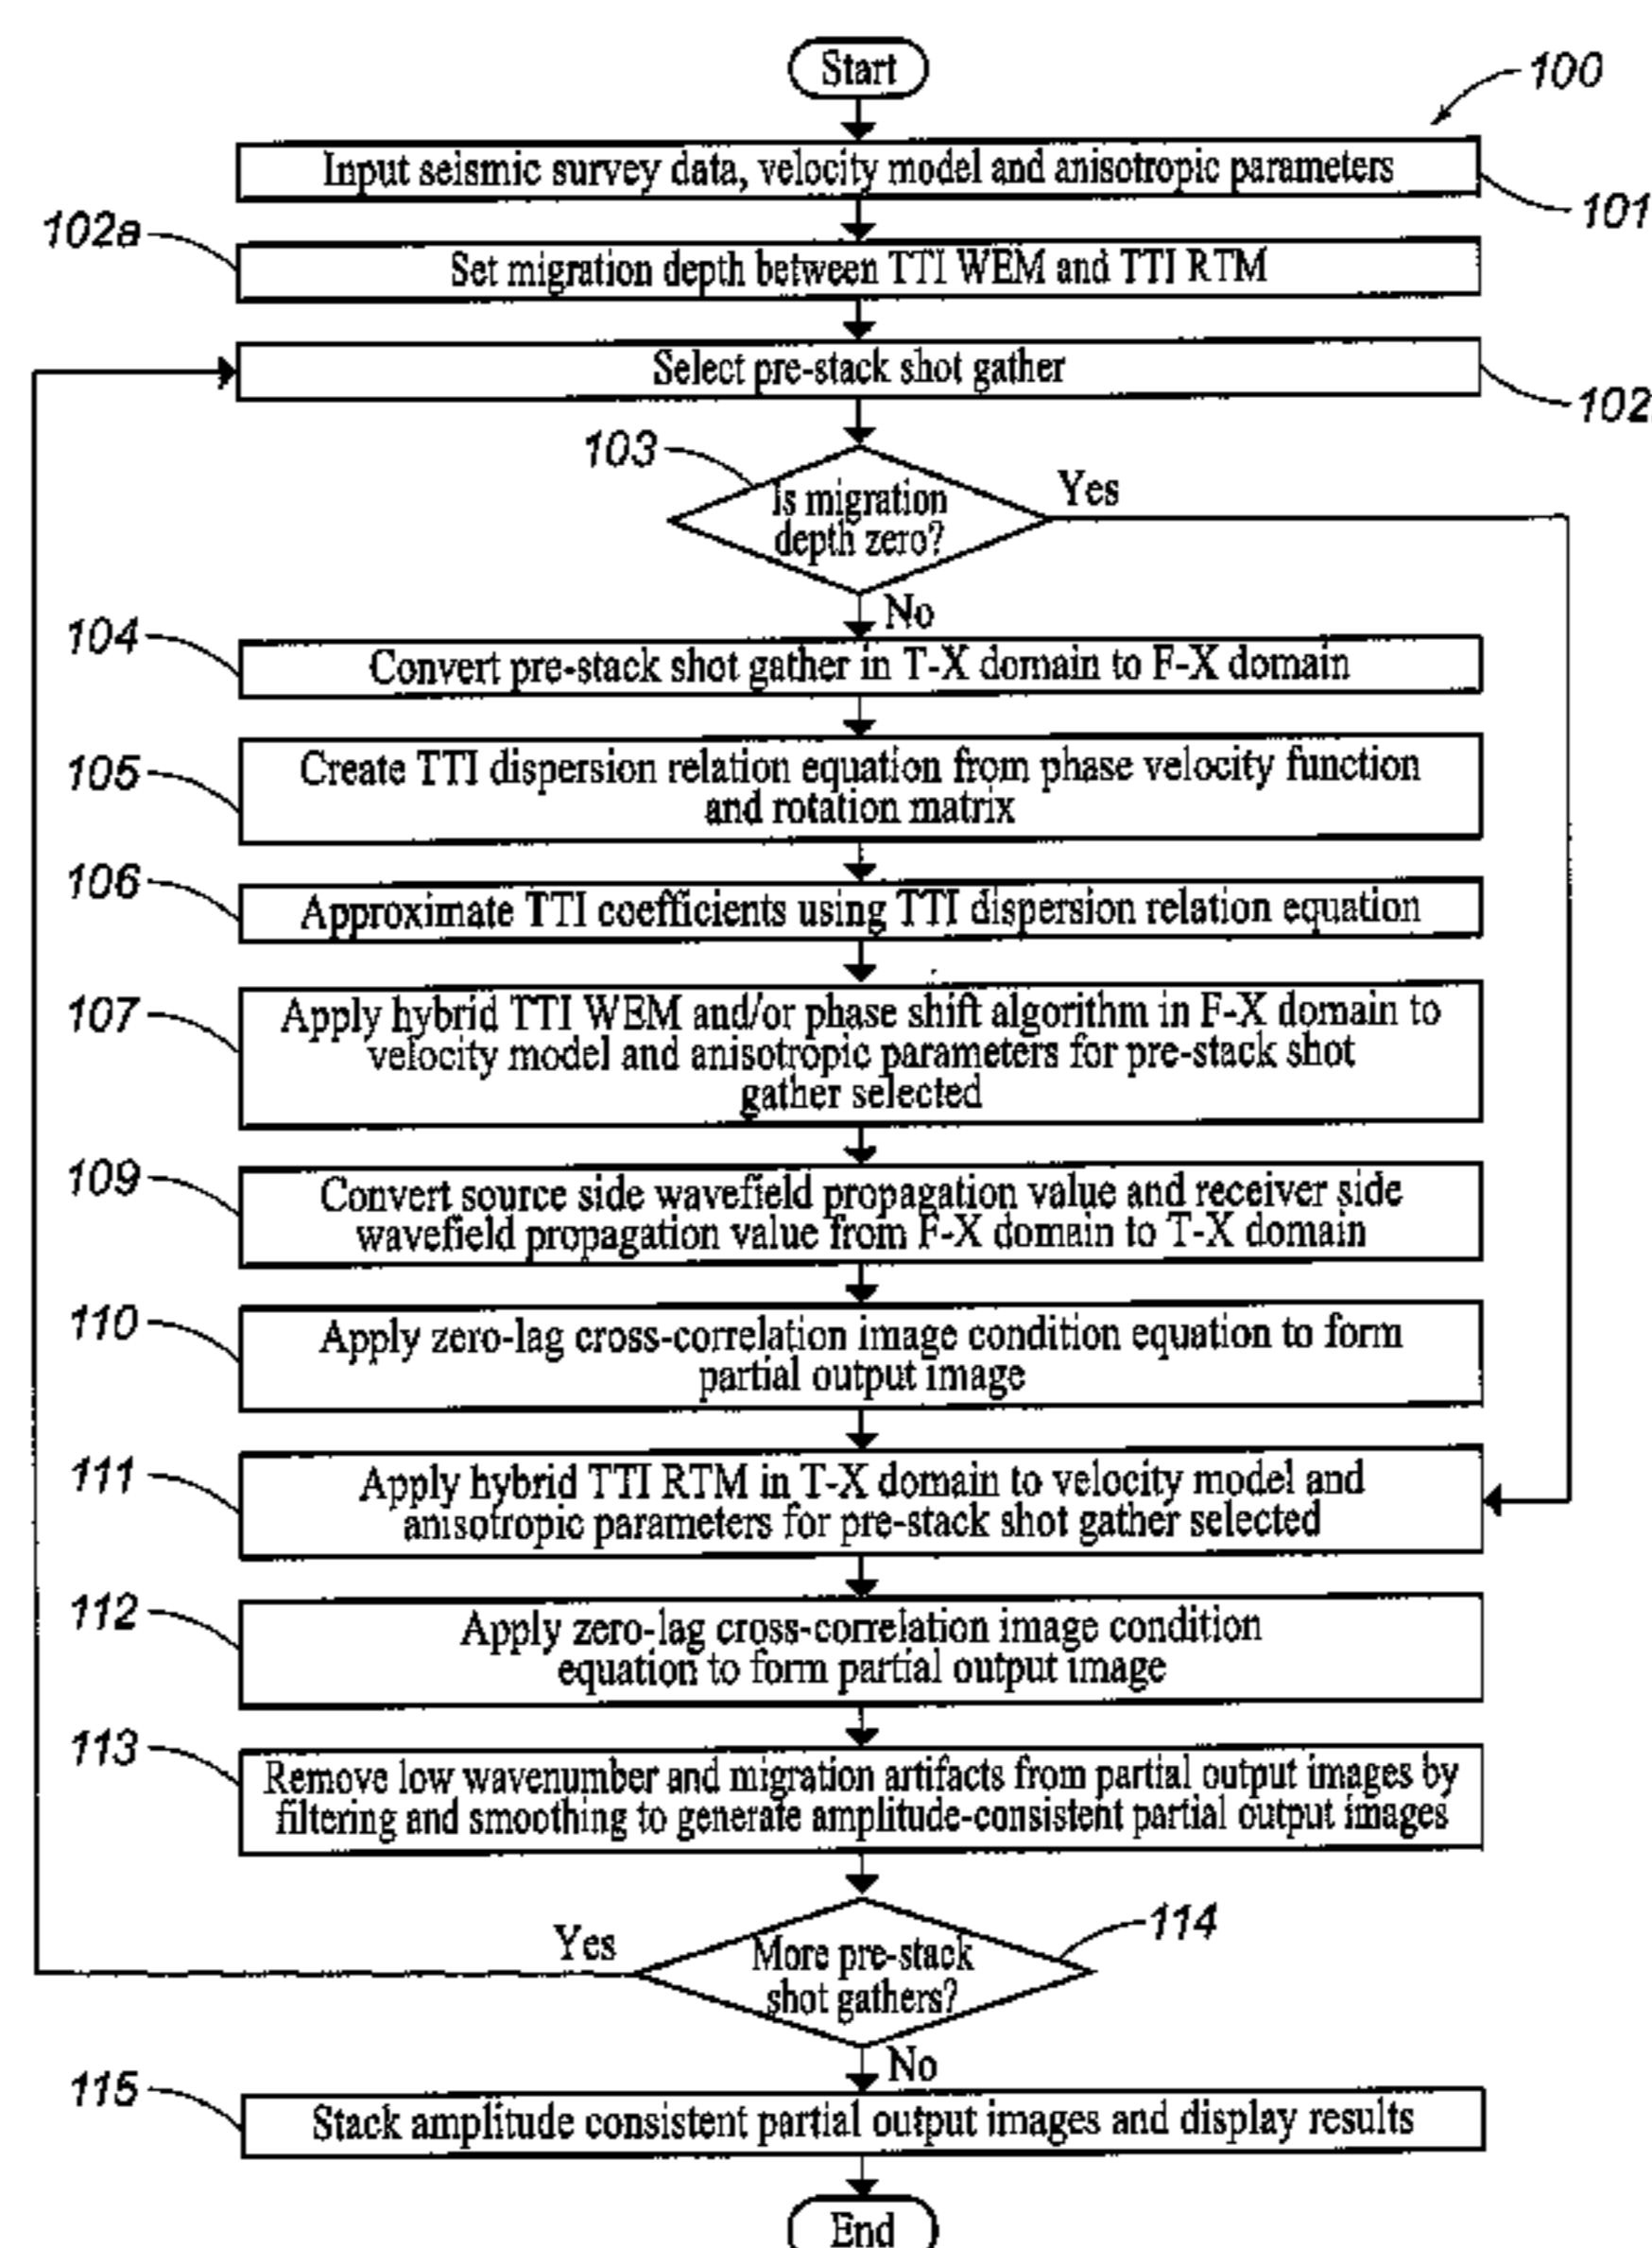 Start
100
Input seismic survey data, velocity model and anisotropic parameters
101
102a
Set migration depth between TTI WEM and TTI RTM
Select pre-stack shot gather
102
103
Is migration
depth zero?
Yes
No
104
Convert pre-stack shot gather in T-X domain to F-X domain
105
Create TTI dispersion relation equation from phase velocity function
and rotation matrix
106
Approximate TTI coefficients using TTI dispersion relation equation
107
Apply hybrid TTI WEM and/or phase shift algorithm in F-X domain to
velocity model and anisotropic parameters for pre-stack shot
gather selected
109
Convert source side wavefield propagation value and receiver side
wavefield propagation value from F-X domain to T-X domain
110
Apply zero-lag cross-correlation image condition equation to form
partial output image
111
Apply hybrid TTI RTM in T-X domain to velocity model and
anisotropic parameters for pre-stack shot gather selected
112
Apply zero-lag cross-correlation image condition
equation to form partial output image
113
Remove low wavenumber and migration artifacts from partial output images by
filtering and smoothing to generate amplitude-consistent partial output images
114
Yes
More pre-stack
shot gathers?
No
115
Stack amplitude consistent partial output images and display results
End